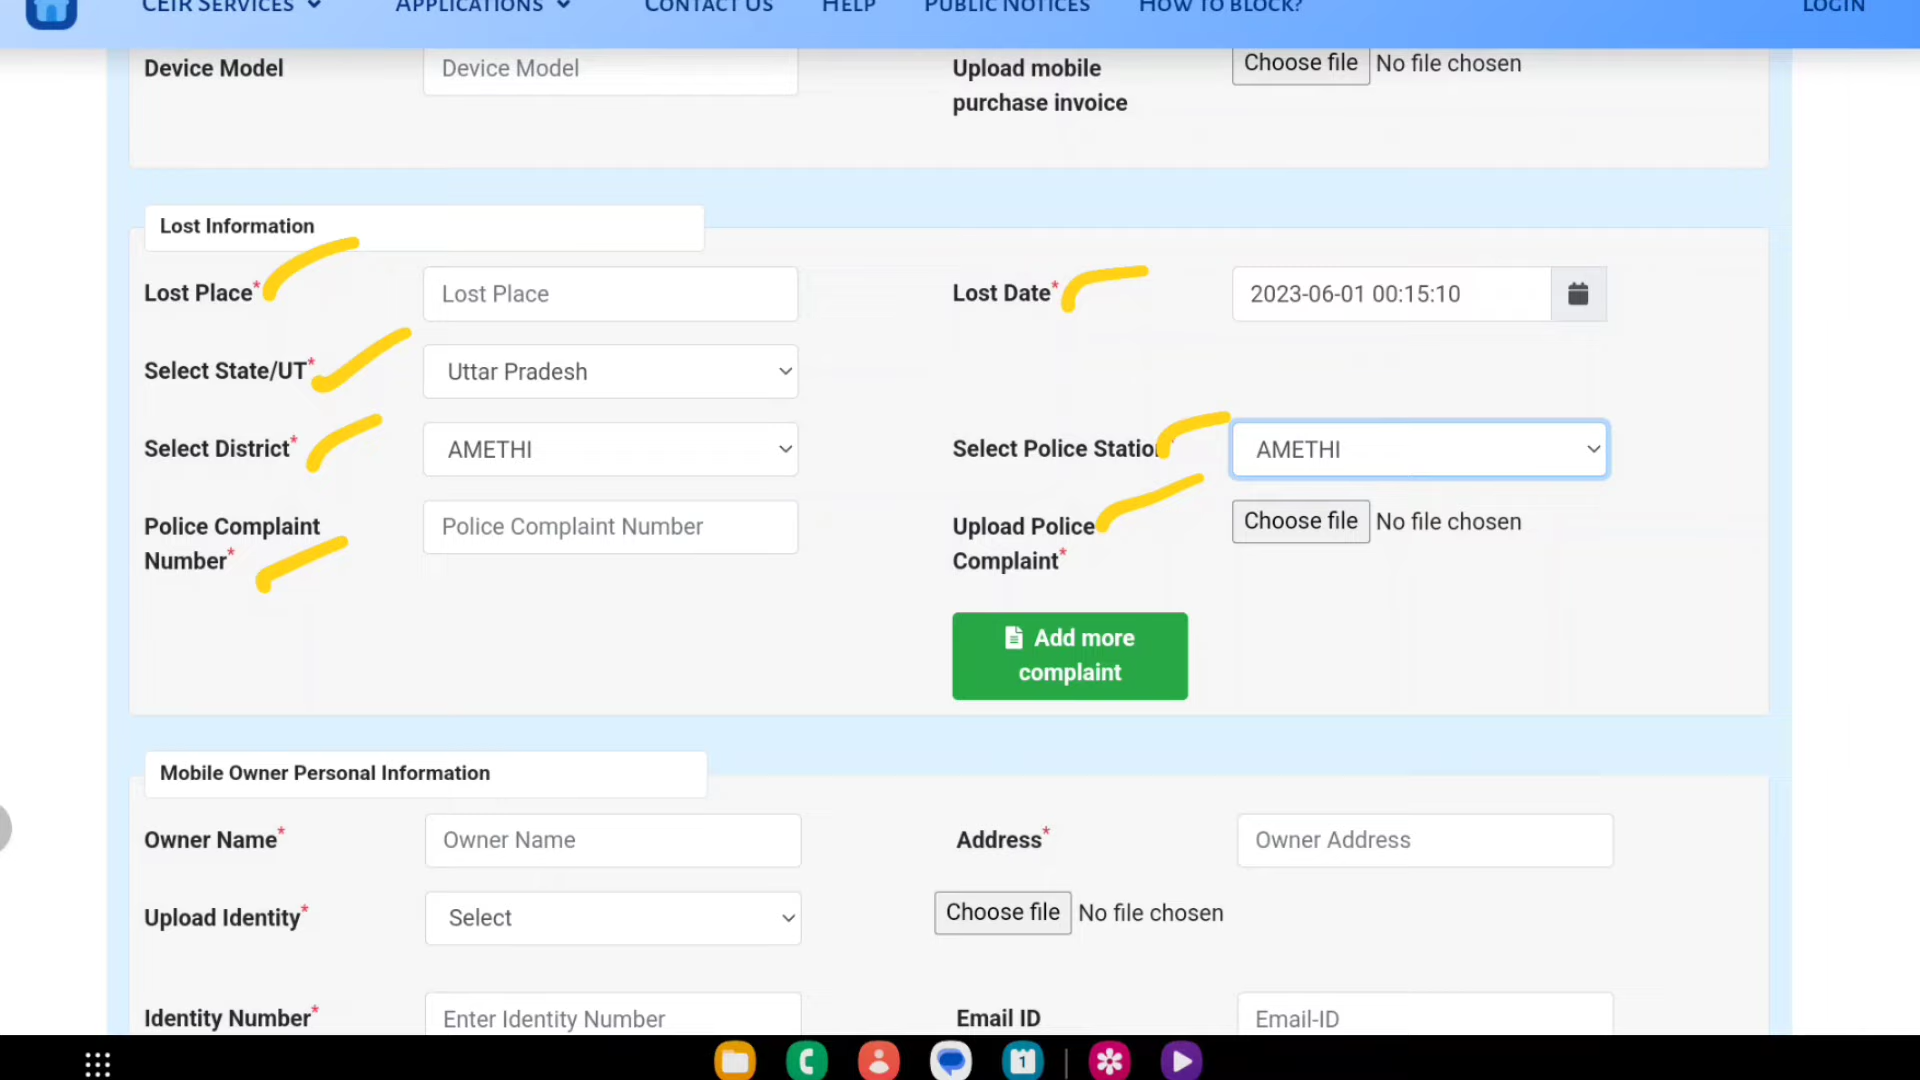 CEIR SERVICES APPLICATIONS CONTACT US HELP PUBLIC NOTICES HOW TO BLOCK? LOGIN
Device Model Device Model Upload mobile Choose file No file chosen
purchase invoice
Lost Information
Lost Place* Lost Place Lost Date* 2023-06-01 00:15:10
Select State/UT* Uttar Pradesh
Select District* AMETHI Select Police Station AMETHI
Police Complaint Police Complaint Number Upload Police Choose file No file chosen
Number* Complaint*
Add more
complaint
Mobile Owner Personal Information
Owner Name* Owner Name Address* Owner Address
Upload Identity* Select Choose file No file chosen
Identity Number* Enter Identity Number Email ID Email-ID
1